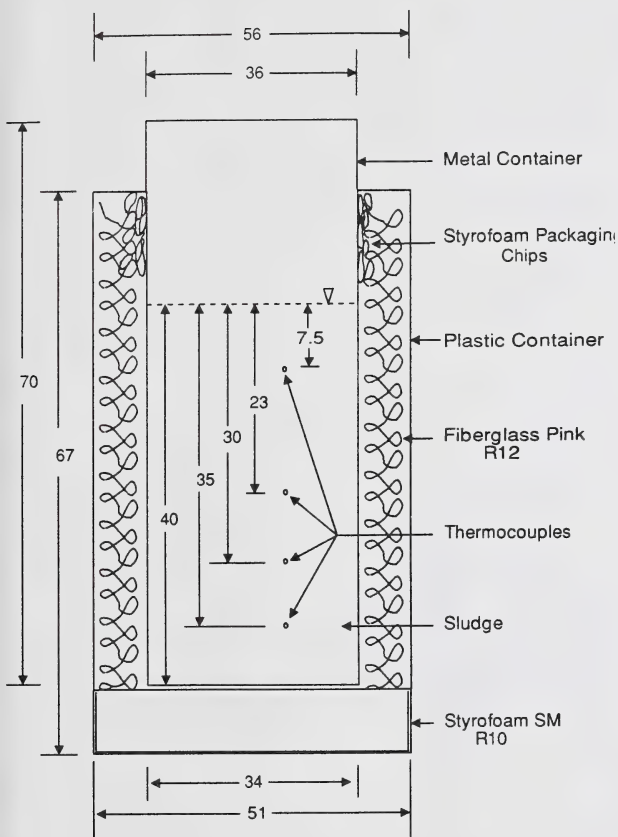 56
36
Metal Container
Styrofoam Packaging
Chips
7.5
Plastic Container
70
23
67
30
Fiberglass Pink
R12
35
40
Thermocouples
Sludge
Styrofoam SM
R10
34
51